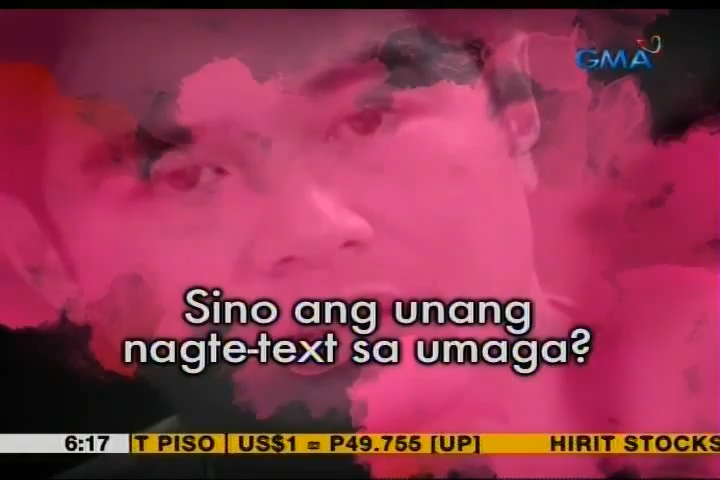 GMA
Sino ang unang
nagte-text sa umaga?
6:17 T PISO | US$1 = P49.755 [UP] HIRIT STOCKS